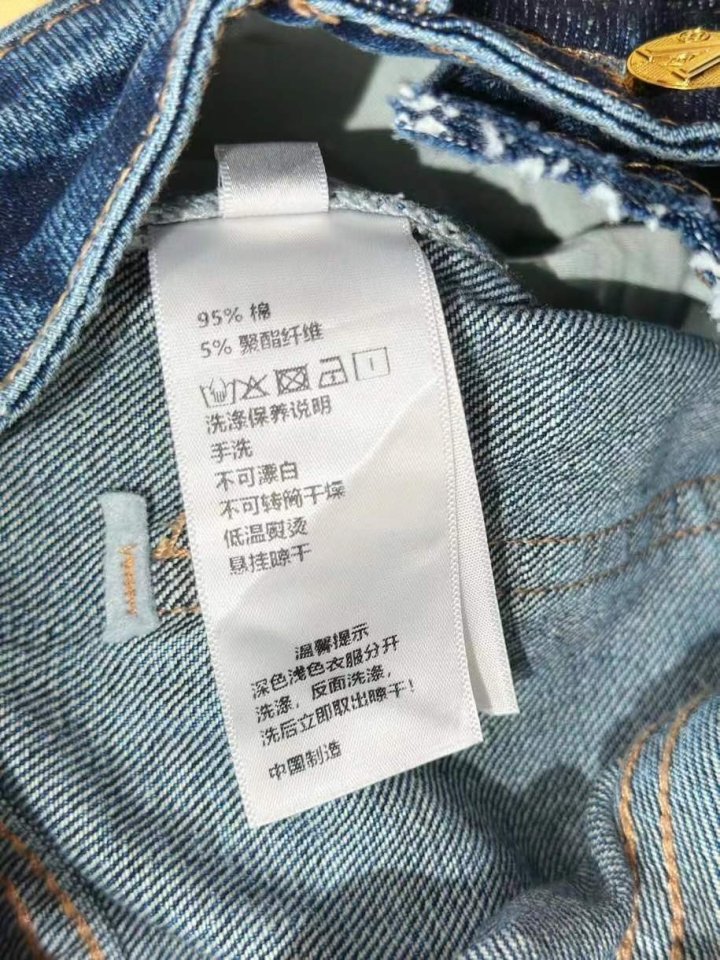 95% 棉
5% 聚酯纤维
洗涤保养说明
手洗
不可漂白
不可转筒干燥
低温熨烫
悬挂晾干
温馨提示
深色浅色衣服分开
洗涤，反面洗涤，
洗后立即取出晾干！
中国制造